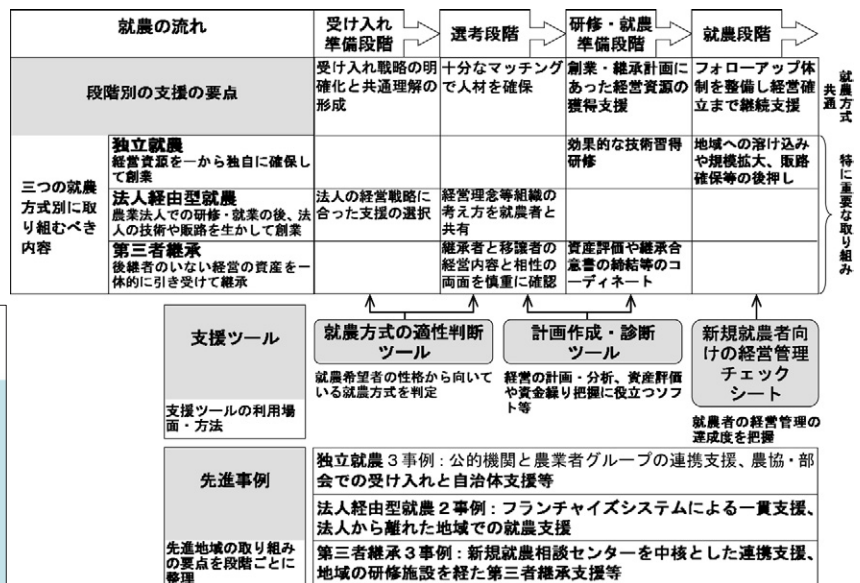 就農の流れ
受け入れ
準備段階
選考段階
研修・就農
準備段階
就農段階
段階別の支援の要点
受け入れ戦略の明
確化と共通理解の
形成
十分なマッチング
で人材を確保
創業・継承計画に
あった経営資源の
獲得支援
フォローアップ体
制を整備し経営確
立まで継続支援
就農方式
共通
三つの就農
方式別に取
り組むべき
内容
独立就農
経営資源を一から独自に確保し
て創業
効果的な技術習得
研修
地域への溶け込み
や規模拡大、販路
確保等の後押し
法人経由型就農
農業法人での研修・就業の後、法
人の技術や販路を生かして創業
法人の経営戦略に
合った支援の選択
経営理念等組織の
考え方を就農者と
共有
第三者継承
後継者のいない経営の資産を一
体的に引き受けて継承
継承者と移譲者の
経営内容と相性の
両面を慎重に確認
資産評価や継承合
意書の締結等のコ
ーディネート
特に重要な取り組み
支援ツール
支援ツールの利用場
面・方法
就農方式の適性判断
ツール
就農希望者の性格から向いて
いる就農方式を判定
計画作成・診断
ツール
経営の計画・分析、資産評価
や資金繰り把握に役立つソフ
ト等
新規就農者向
けの経営管理
チェック
シート
就農者の経営管理の
達成度を把握
先進事例
先進地域の取り組み
の要点を段階ごとに
整理
独立就農３事例：公的機関と農業者グループの連携支援、農協・部
会での受け入れと自治体支援等
法人経由型就農２事例：フランチャイズシステムによる一貫支援、
法人から離れた地域での就農支援
第三者継承３事例：新規就農相談センターを中核とした連携支援、
地域の研修施設を経た第三者継承支援等